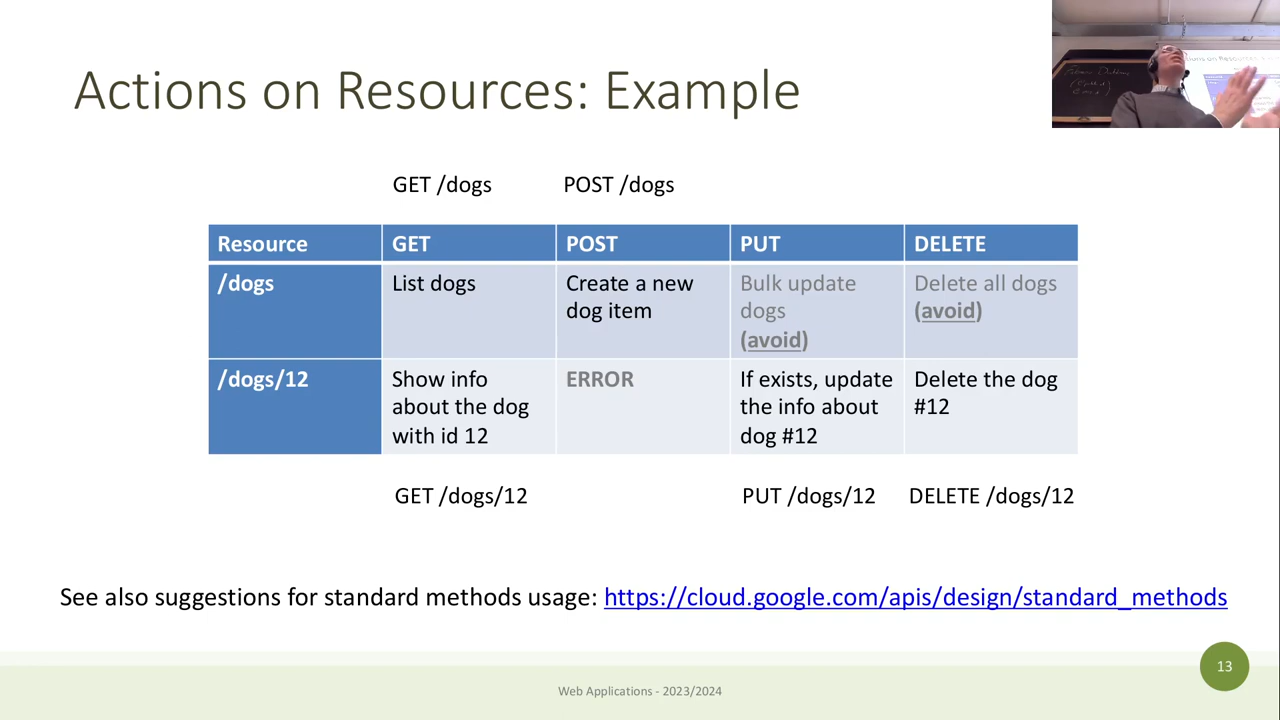 Actions on Resources: Example
GET /dogs
POST /dogs
Resource
GET
POST
PUT
DELETE
/dogs
List dogs
Create a new
dog item
Bulk update
dogs
(avoid)
Delete all dogs
(avoid)
/dogs/12
Show info
about the dog
with id 12
ERROR
If exists, update
the info about
dog #12
Delete the dog
#12
GET /dogs/12
PUT /dogs/12
DELETE /dogs/12
See also suggestions for standard methods usage: https://cloud.google.com/apis/design/standard_methods
13
Web Applications - 2023/2024